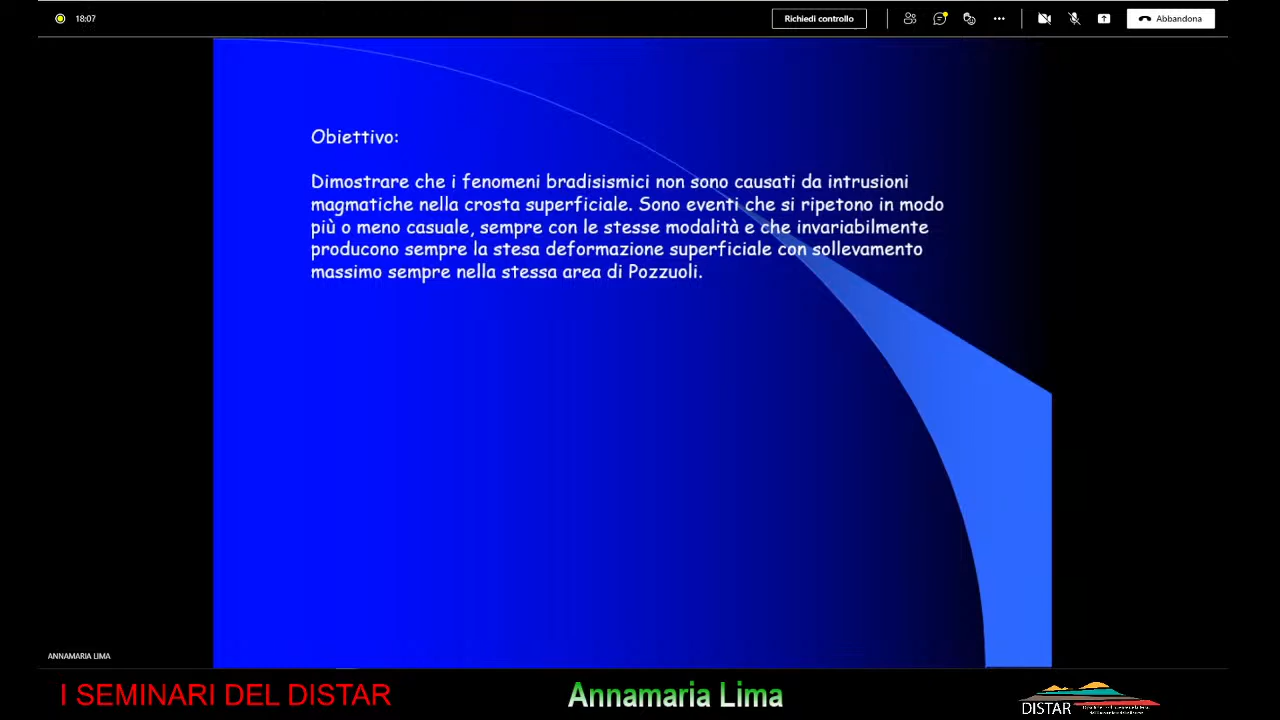 18:07
Richiedi controllo
Abbandona
Obiettivo:
Dimostrare che i fenomeni bradisismici non sono causati da intrusioni
magmatiche nella crosta superficiale. Sono eventi che si ripetono in modo
più o meno casuale, sempre con le stesse modalità e che invariabilmente
producono sempre la stesa deformazione superficiale con sollevamento
massimo sempre nella stessa area di Pozzuoli.
ANNAMARIA LIMA
I SEMINARI DEL DISTAR
Annamaria Lima
DISTAR